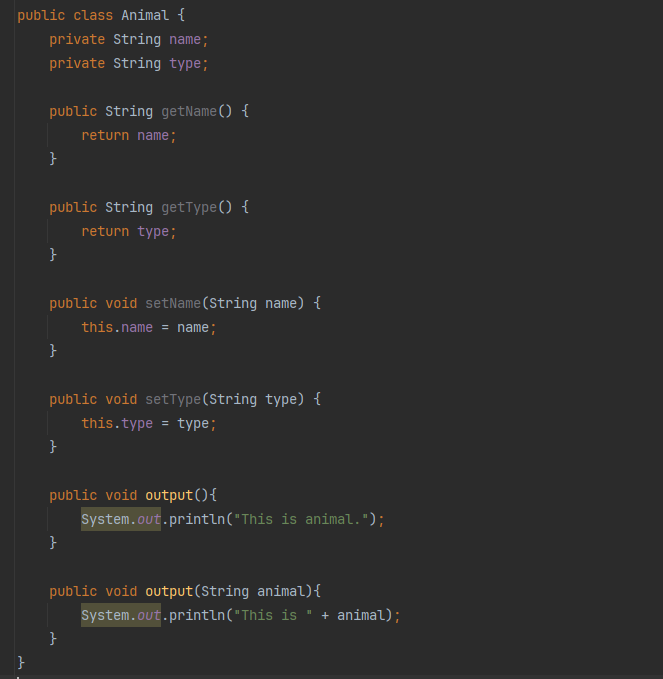 public class Animal {
    private String name;
    private String type;

    public String getName() {
        return name;
    }

    public String getType() {
        return type;
    }

    public void setName(String name) {
        this.name = name;
    }

    public void setType(String type) {
        this.type = type;
    }

    public void output(){
        System.out.println("This is animal.");
    }

    public void output(String animal){
        System.out.println("This is " + animal);
    }
}